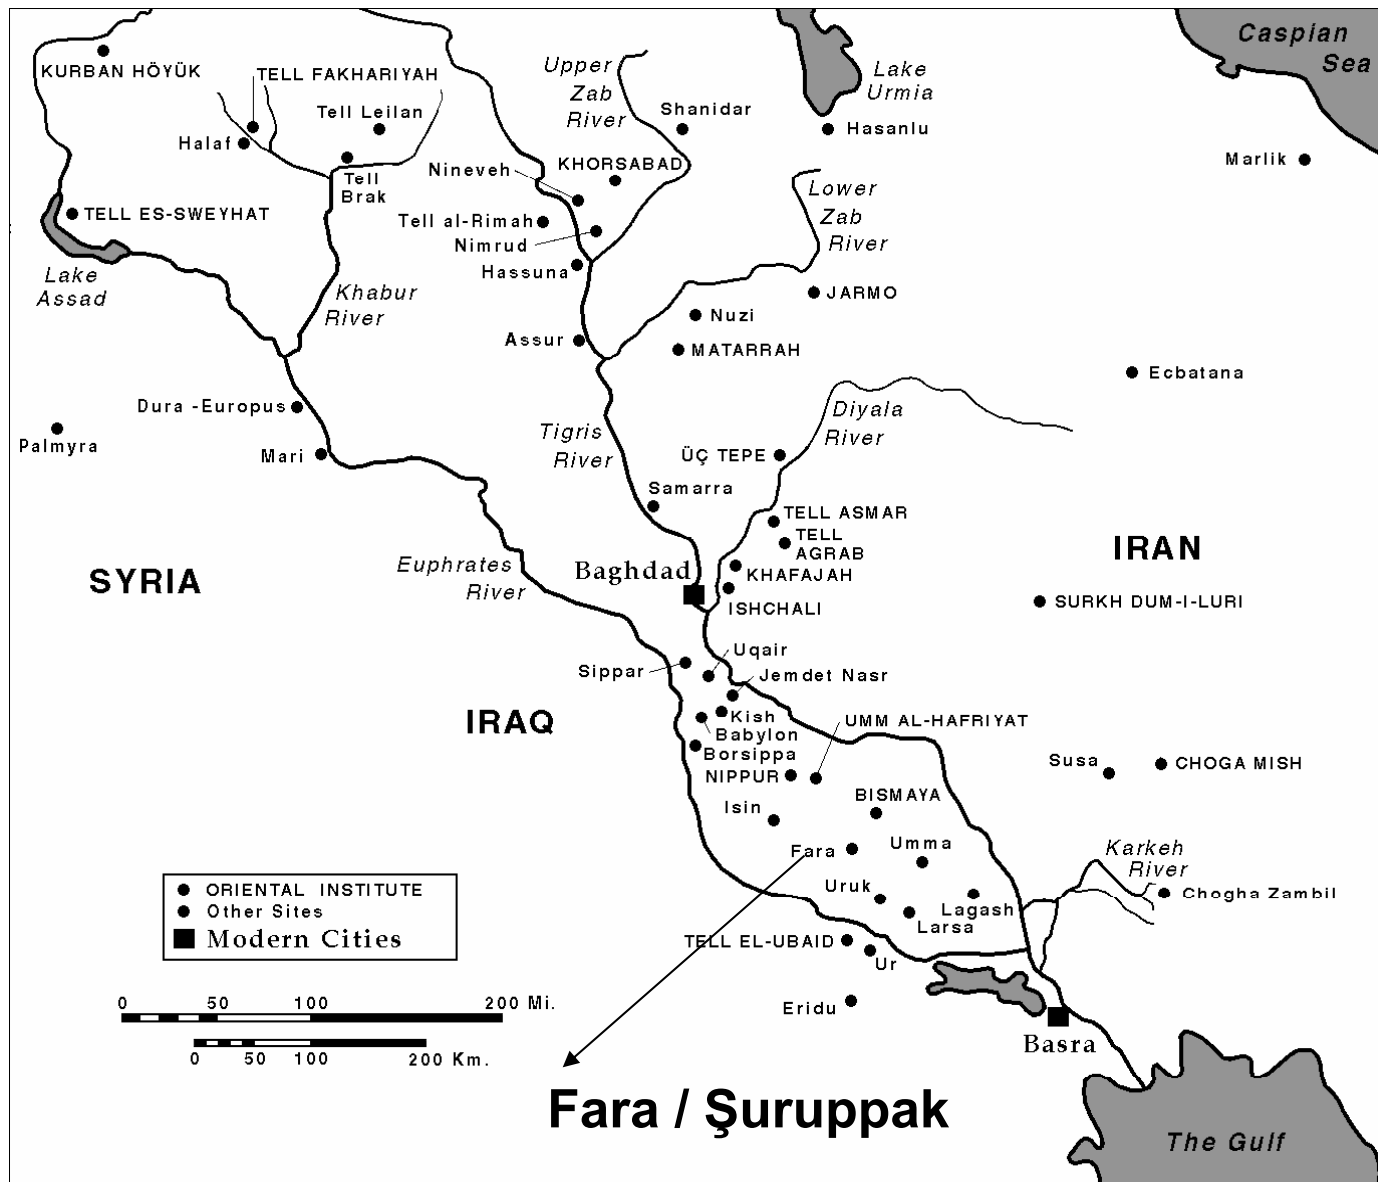 Caspian
Sea
KURBAN HÖYÜK
TELL FAKHARIYAH
Upper
Zab
River
Lake
Urmia
Tell Leilan
Shanidar
Halaf
Hasanlu
Marlik
Nineveh
KHORSABAD
Tell
Brak
Lower
Zab
River
TELL ES-SWEYHAT
Tell al-Rimah
Nimrud
Hassuna
Lake
Assad
Khabur
River
JARMO
Nuzi
Assur
MATARRAH
Ecbatana
Dura -Europus
Diyala
River
Palmyra
Mari
Tigris
River
ÜÇ TEPE
Samarra
TELL ASMAR
TELL
AGRAB
IRAN
Euphrates
River
Baghdad
KHAFAJAH
SYRIA
ISHCHALI
SURKH DUM-I-LURI
Uqair
Sippar
Jemdet Nasr
IRAQ
Kish
Babylon
Borsippa
UMM AL-HAFRIYAT
Susa
CHOGA MISH
NIPPUR
BISMAYA
Isin
Fara
Umma
Karkeh
River
Uruk
Chogha Zambil
Lagash
Larsa
ORIENTAL INSTITUTE
Other Sites
Modern Cities
TELL EL-UBAID
Ur
Eridu
0 50 100 200 Mi.
0 50 100 200 Km.
Basra
Fara / Şuruppak
The Gulf